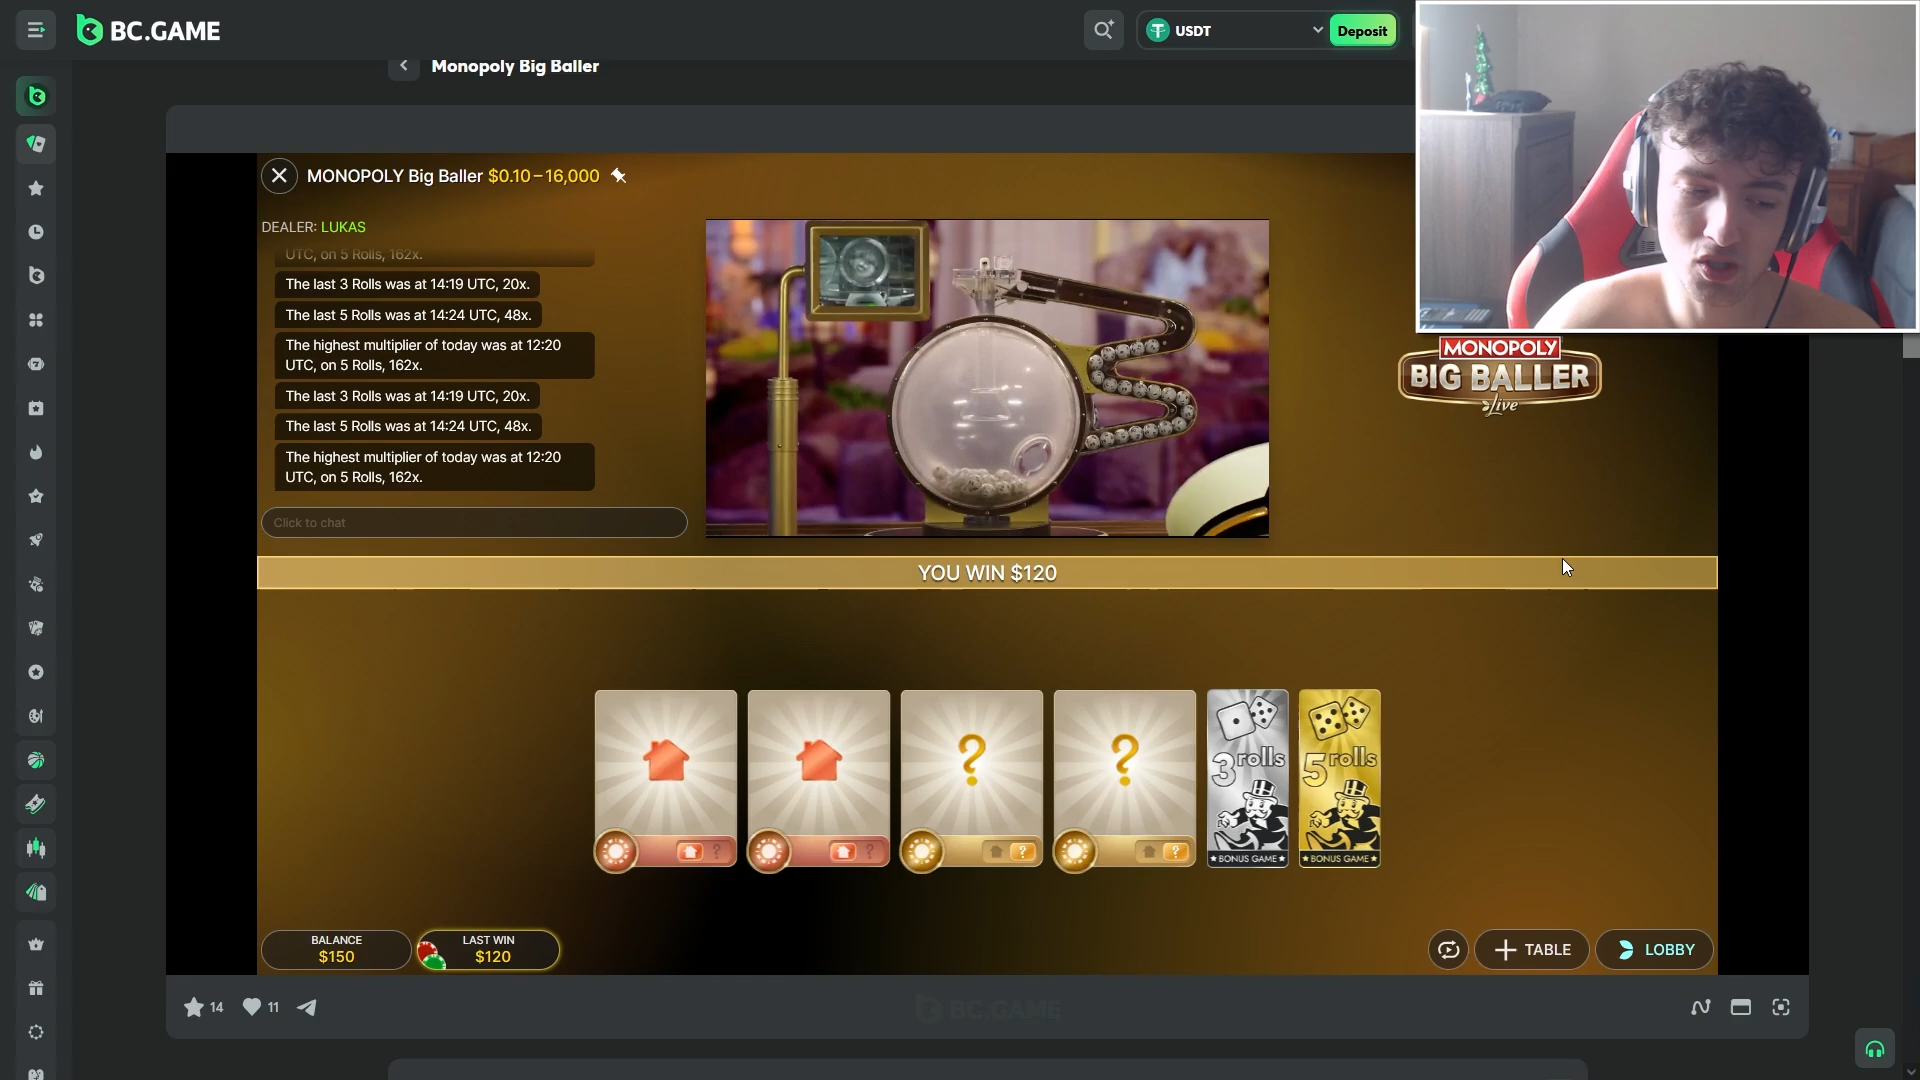 BC.GAME
USDT
Deposit
Monopoly Big Baller
MONOPOLY Big Baller $0.10–16,000
DEALER: LUKAS
UTC, on 5 Rolls, 162x.
The last 3 Rolls was at 14:19 UTC, 20x.
The last 5 Rolls was at 14:24 UTC, 48x.
The highest multiplier of today was at 12:20
UTC, on 5 Rolls, 162x.
The last 3 Rolls was at 14:19 UTC, 20x.
The last 5 Rolls was at 14:24 UTC, 48x.
The highest multiplier of today was at 12:20
UTC, on 5 Rolls, 162x.
Click to chat
MONOPOLY
BIG BALLER
Live
YOU WIN $120
?
?
3 rolls
BONUS GAME
5 rolls
BONUS GAME
BALANCE
$150
LAST WIN
$120
TABLE
LOBBY
14
11
BC.GAME